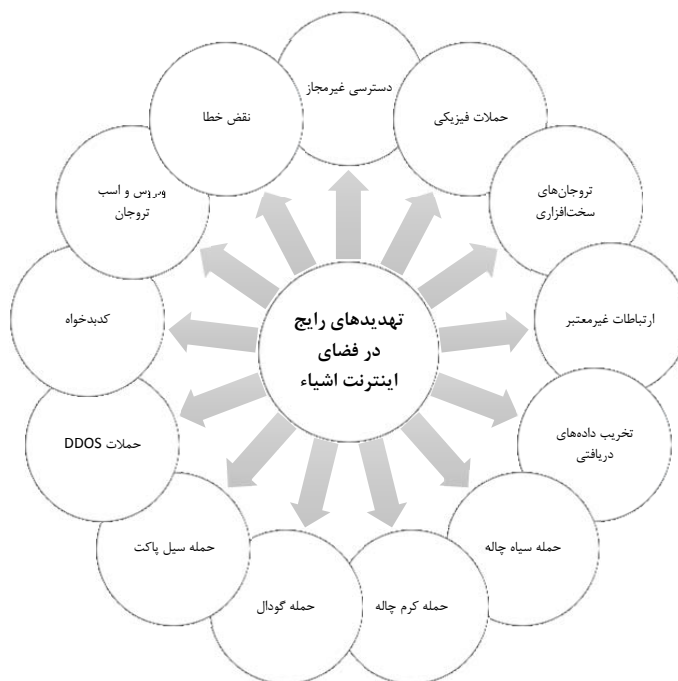 تهدیدهای رایج
در فضای
اینترنت اشیاء
دسترسی غیرمجاز
حملات فیزیکی
تروجان‌های
سخت‌افزاری
ارتباطات غیرمعتبر
تخریب داده‌های
دریافتی
حمله سیاه چاله
حمله کرم چاله
حمله گودال
حمله سیل پاکت
حملات DDOS
کدبدخواه
ویروس و اسب
تروجان
نقض خطا